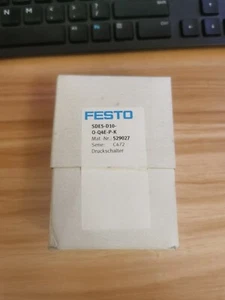 FESTO
SDE5-D10-
O-Q4E-P-K
Mat.-Nr.: 529027
Serie: CA72
Druckschalter